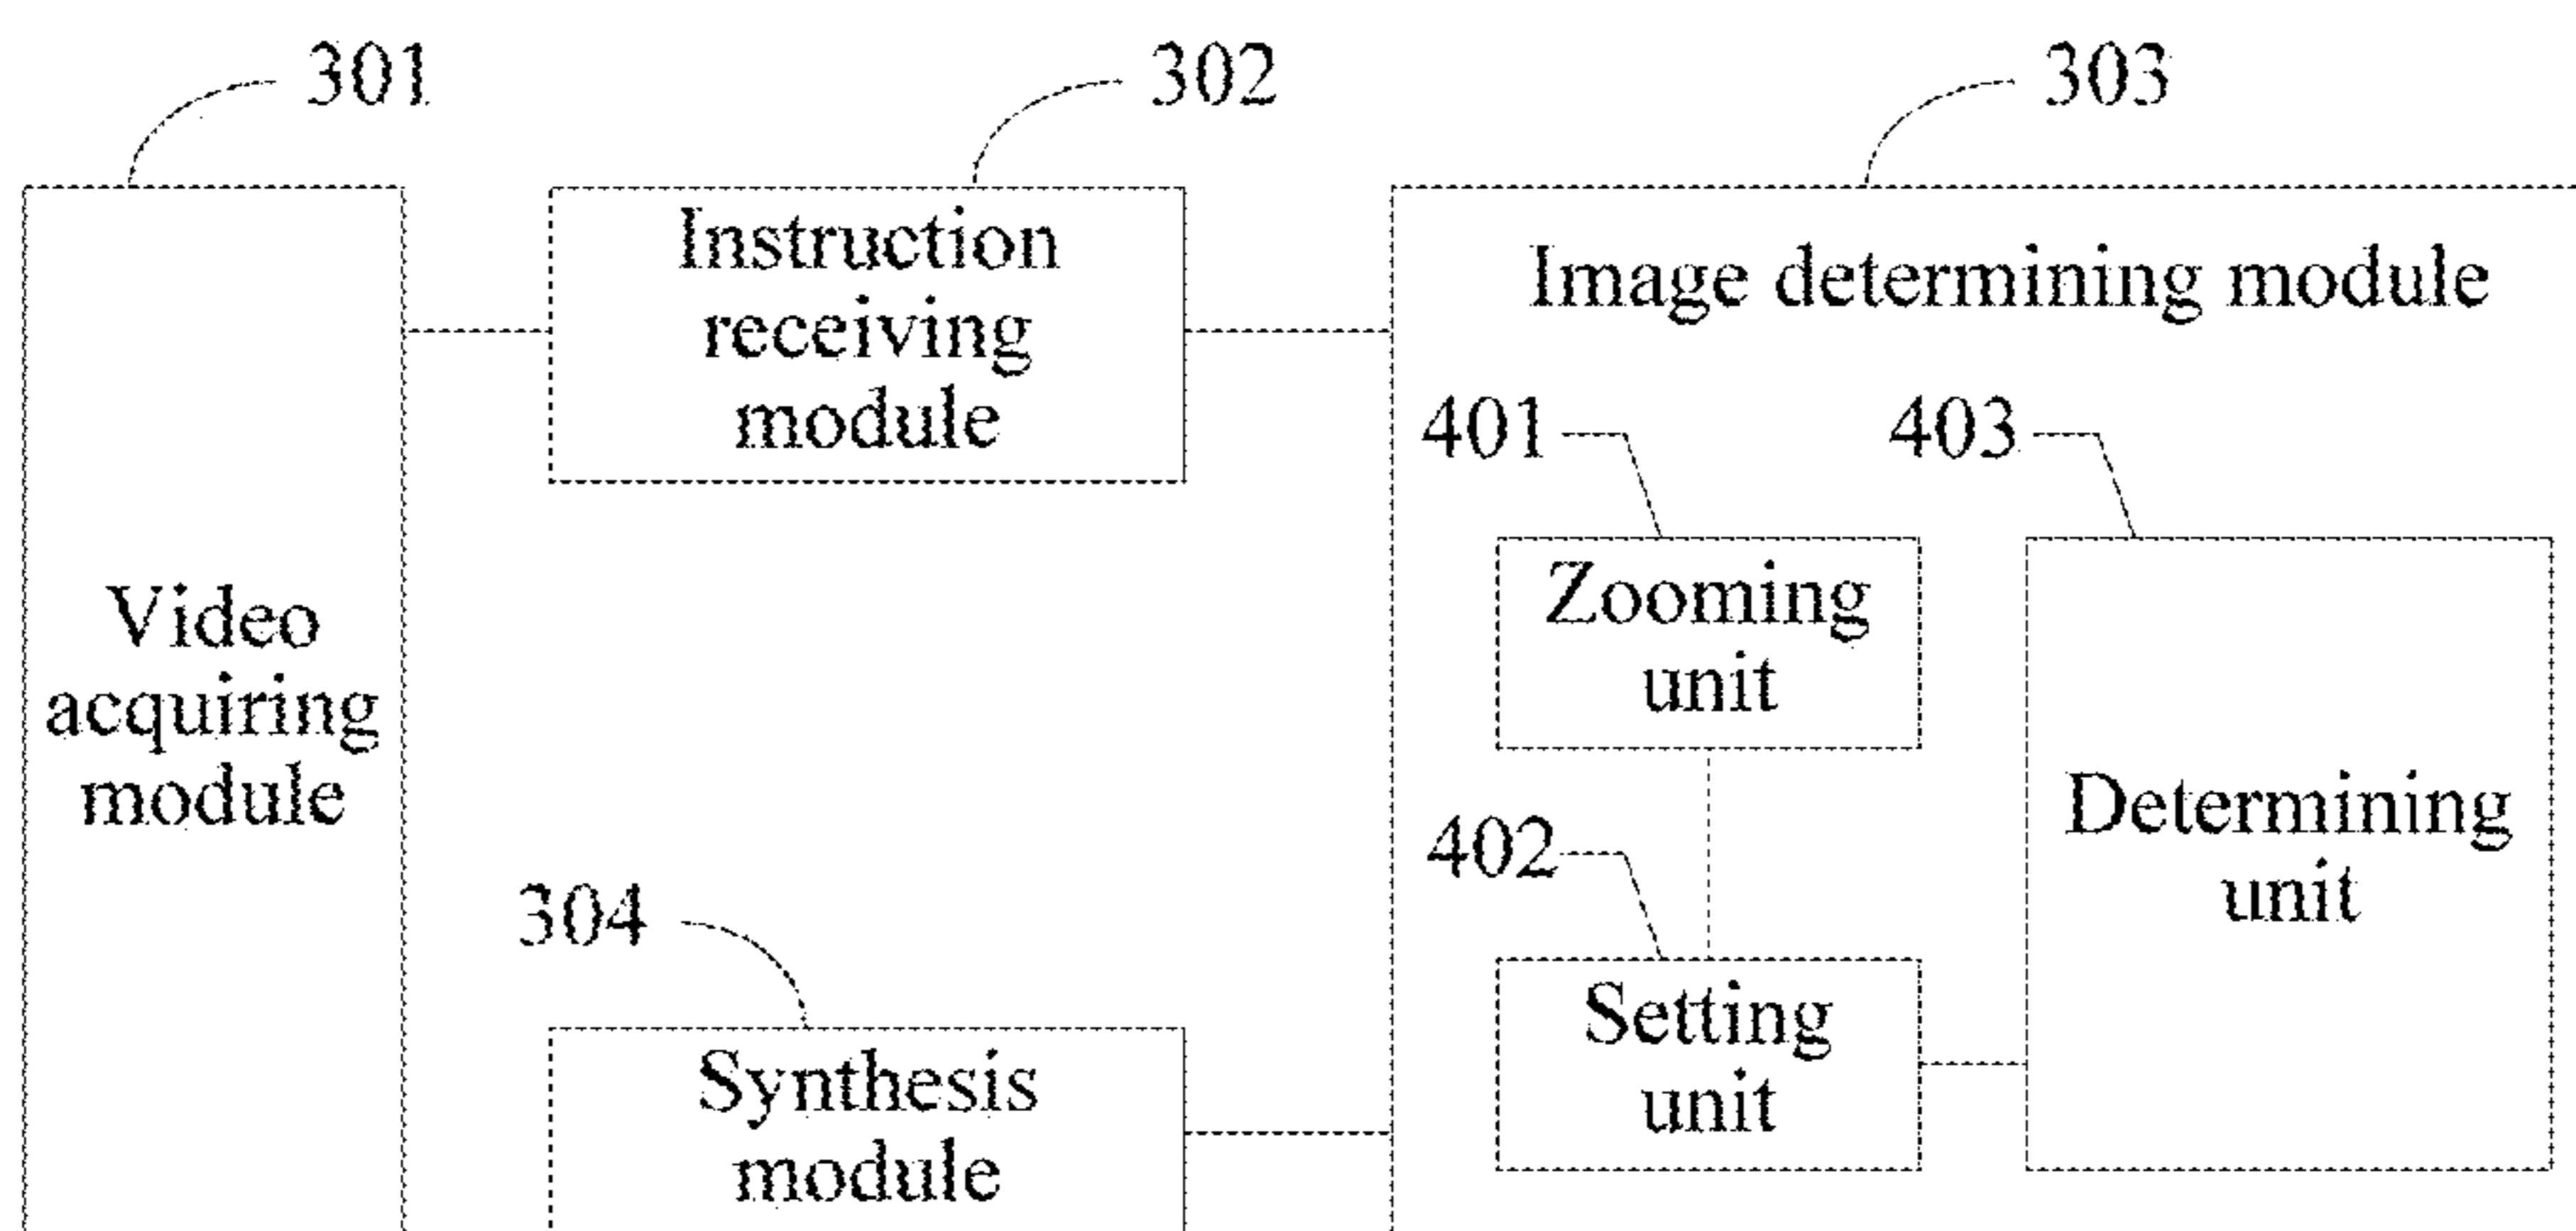 301
302
303
Instruction
receiving
module
Image determining module
401
403
Video
acquiring
module
Zooming
unit
402
Determining
unit
304
Setting
unit
Synthesis
module